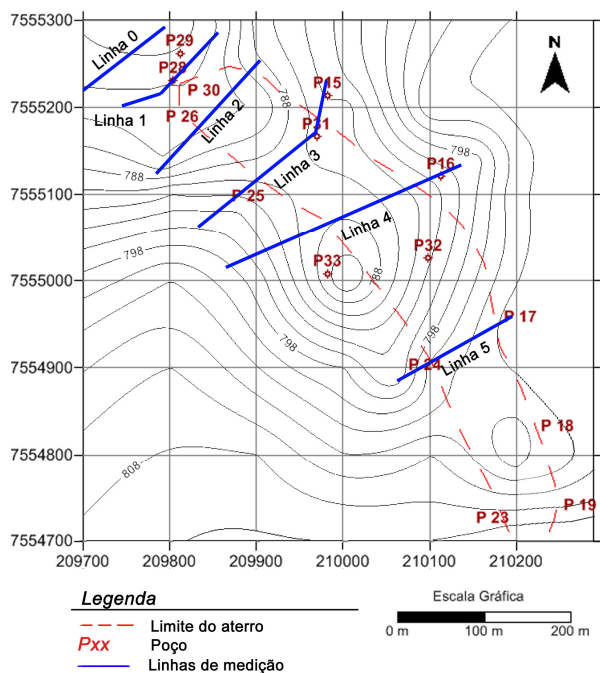 7555300
7555200
7555100
7555000
7554900
7554800
7554700
209700 209800 209900 210000 210100 210200
N
Linha 0
P29
P28
P 30
P15
788
Linha 1
P 26
Linha 2
P31
798
Linha 3
P16
788
P 25
Linha 4
798
P32
P33
788
P 17
798
798
P 24
Linha 5
P 18
808
P 23
P 19
Legenda
Limite do aterro
Pxx Poço
Linhas de medição
Escala Gráfica
0 m 100 m 200 m